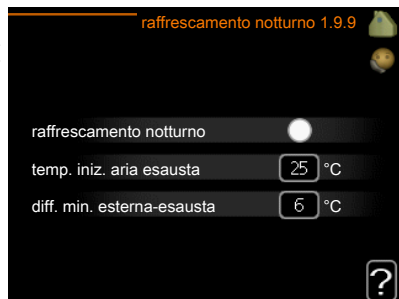 raffrescamento notturno 1.9.9
raffrescamento notturno
temp. iniz. aria esausta 25 °C
diff. min. esterna-esausta 6 °C
?